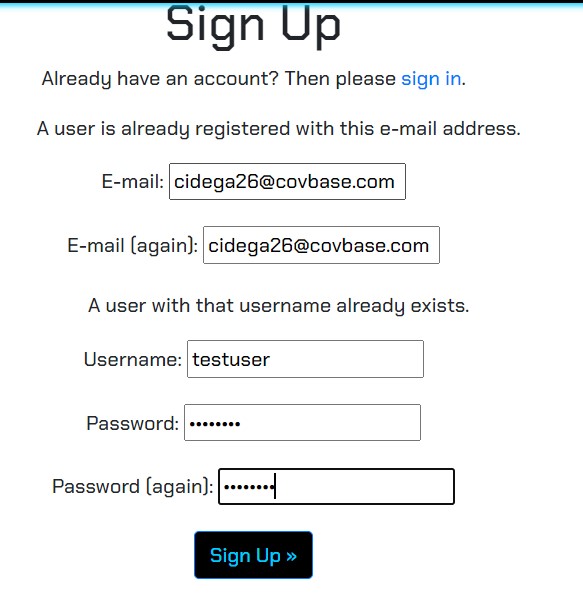 Sign Up
Already have an account? Then please sign in.
A user is already registered with this e-mail address.
E-mail: cidega26@covbase.com
E-mail (again): cidega26@covbase.com
A user with that username already exists.
Username: testuser
Password: ••••••••
Password (again): ••••••••
Sign Up »